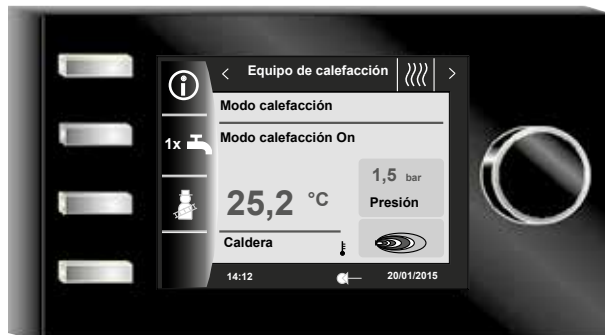 < Equipo de calefacción >
Modo calefacción
1x
Modo calefacción On
25,2 °C
1,5 bar
Presión
Caldera
14:12
20/01/2015